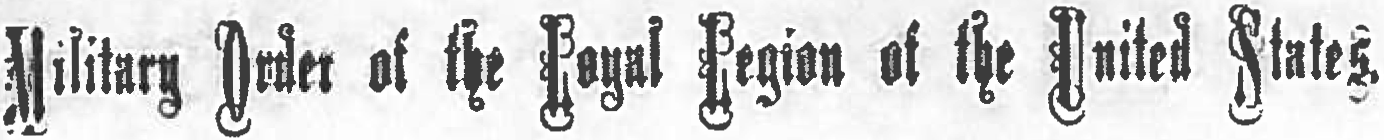 Military Order of the Loyal Legion of the United States.